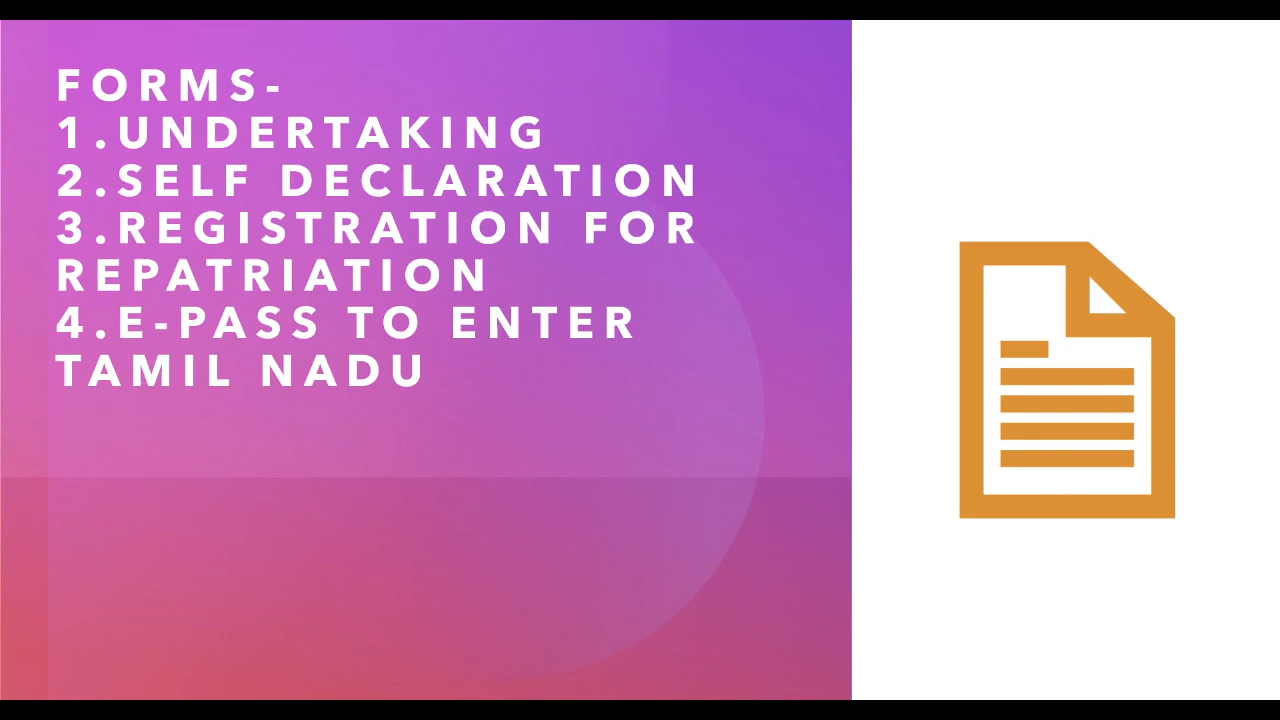 FORMS-
1.UNDERTAKING
2.SELF DECLARATION
3.REGISTRATION FOR
REPATRIATION
4.E-PASS TO ENTER
TAMIL NADU